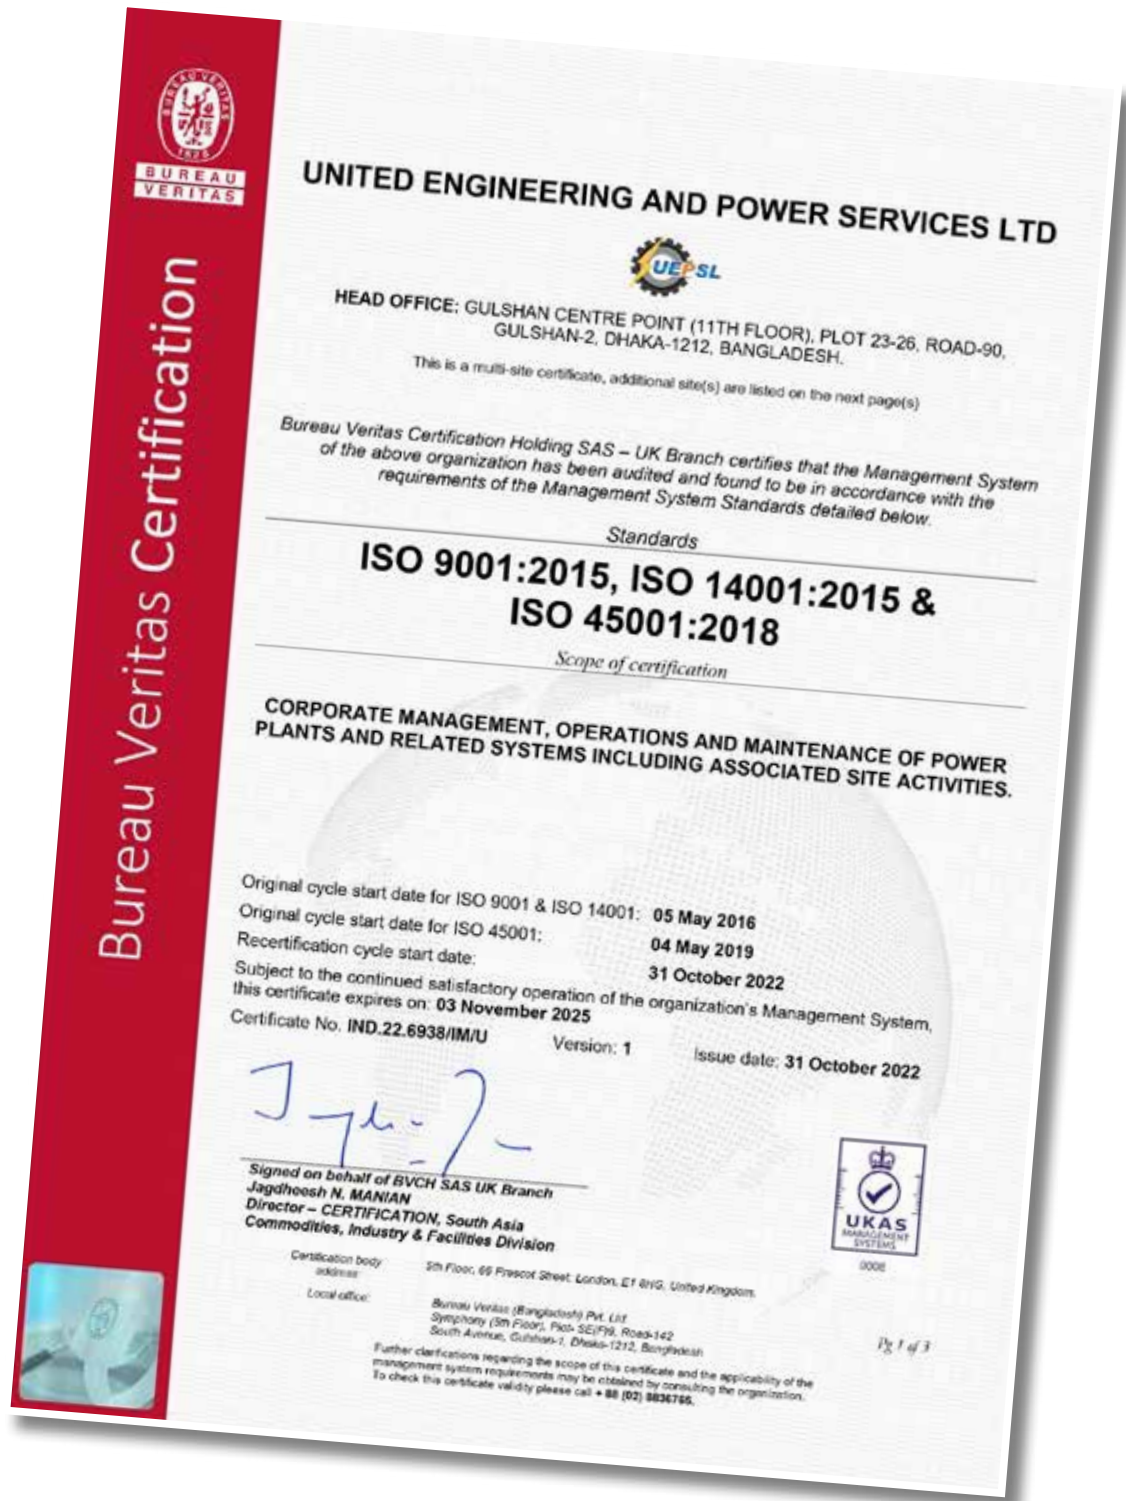 BUREAU VERITAS
1828
BUREAU
VERITAS
Bureau Veritas Certification
UNITED ENGINEERING AND POWER SERVICES LTD
UEPSL
HEAD OFFICE: GULSHAN CENTRE POINT (11TH FLOOR), PLOT 23-26, ROAD-90,
GULSHAN-2, DHAKA-1212, BANGLADESH.
This is a multi-site certificate, additional site(s) are listed on the next page(s)
Bureau Veritas Certification Holding SAS – UK Branch certifies that the Management System
of the above organization has been audited and found to be in accordance with the
requirements of the Management System Standards detailed below.
Standards
ISO 9001:2015, ISO 14001:2015 &
ISO 45001:2018
Scope of certification
CORPORATE MANAGEMENT, OPERATIONS AND MAINTENANCE OF POWER
PLANTS AND RELATED SYSTEMS INCLUDING ASSOCIATED SITE ACTIVITIES.
Original cycle start date for ISO 9001 & ISO 14001: 05 May 2016
Original cycle start date for ISO 45001: 04 May 2019
Recertification cycle start date: 31 October 2022
Subject to the continued satisfactory operation of the organization's Management System,
this certificate expires on: 03 November 2025
Certificate No. IND.22.6938/IM/U Version: 1 Issue date: 31 October 2022
Signed on behalf of BVCH SAS UK Branch
Jagdheesh N. MANIAN
Director – CERTIFICATION, South Asia
Commodities, Industry & Facilities Division
UKAS
MANAGEMENT
SYSTEMS
0008
Certification body
address: 5th Floor, 66 Prescot Street, London, E1 8HG, United Kingdom.
Local office: Bureau Veritas (Bangladesh) Pvt. Ltd
Symphony (5th Floor), Plot- SE(F)9, Road-142
South Avenue, Gulshan-1, Dhaka-1212, Bangladesh
Pg 1 of 3
Further clarifications regarding the scope of this certificate and the applicability of the
management system requirements may be obtained by consulting the organization.
To check this certificate validity please call + 88 (02) 8836765.